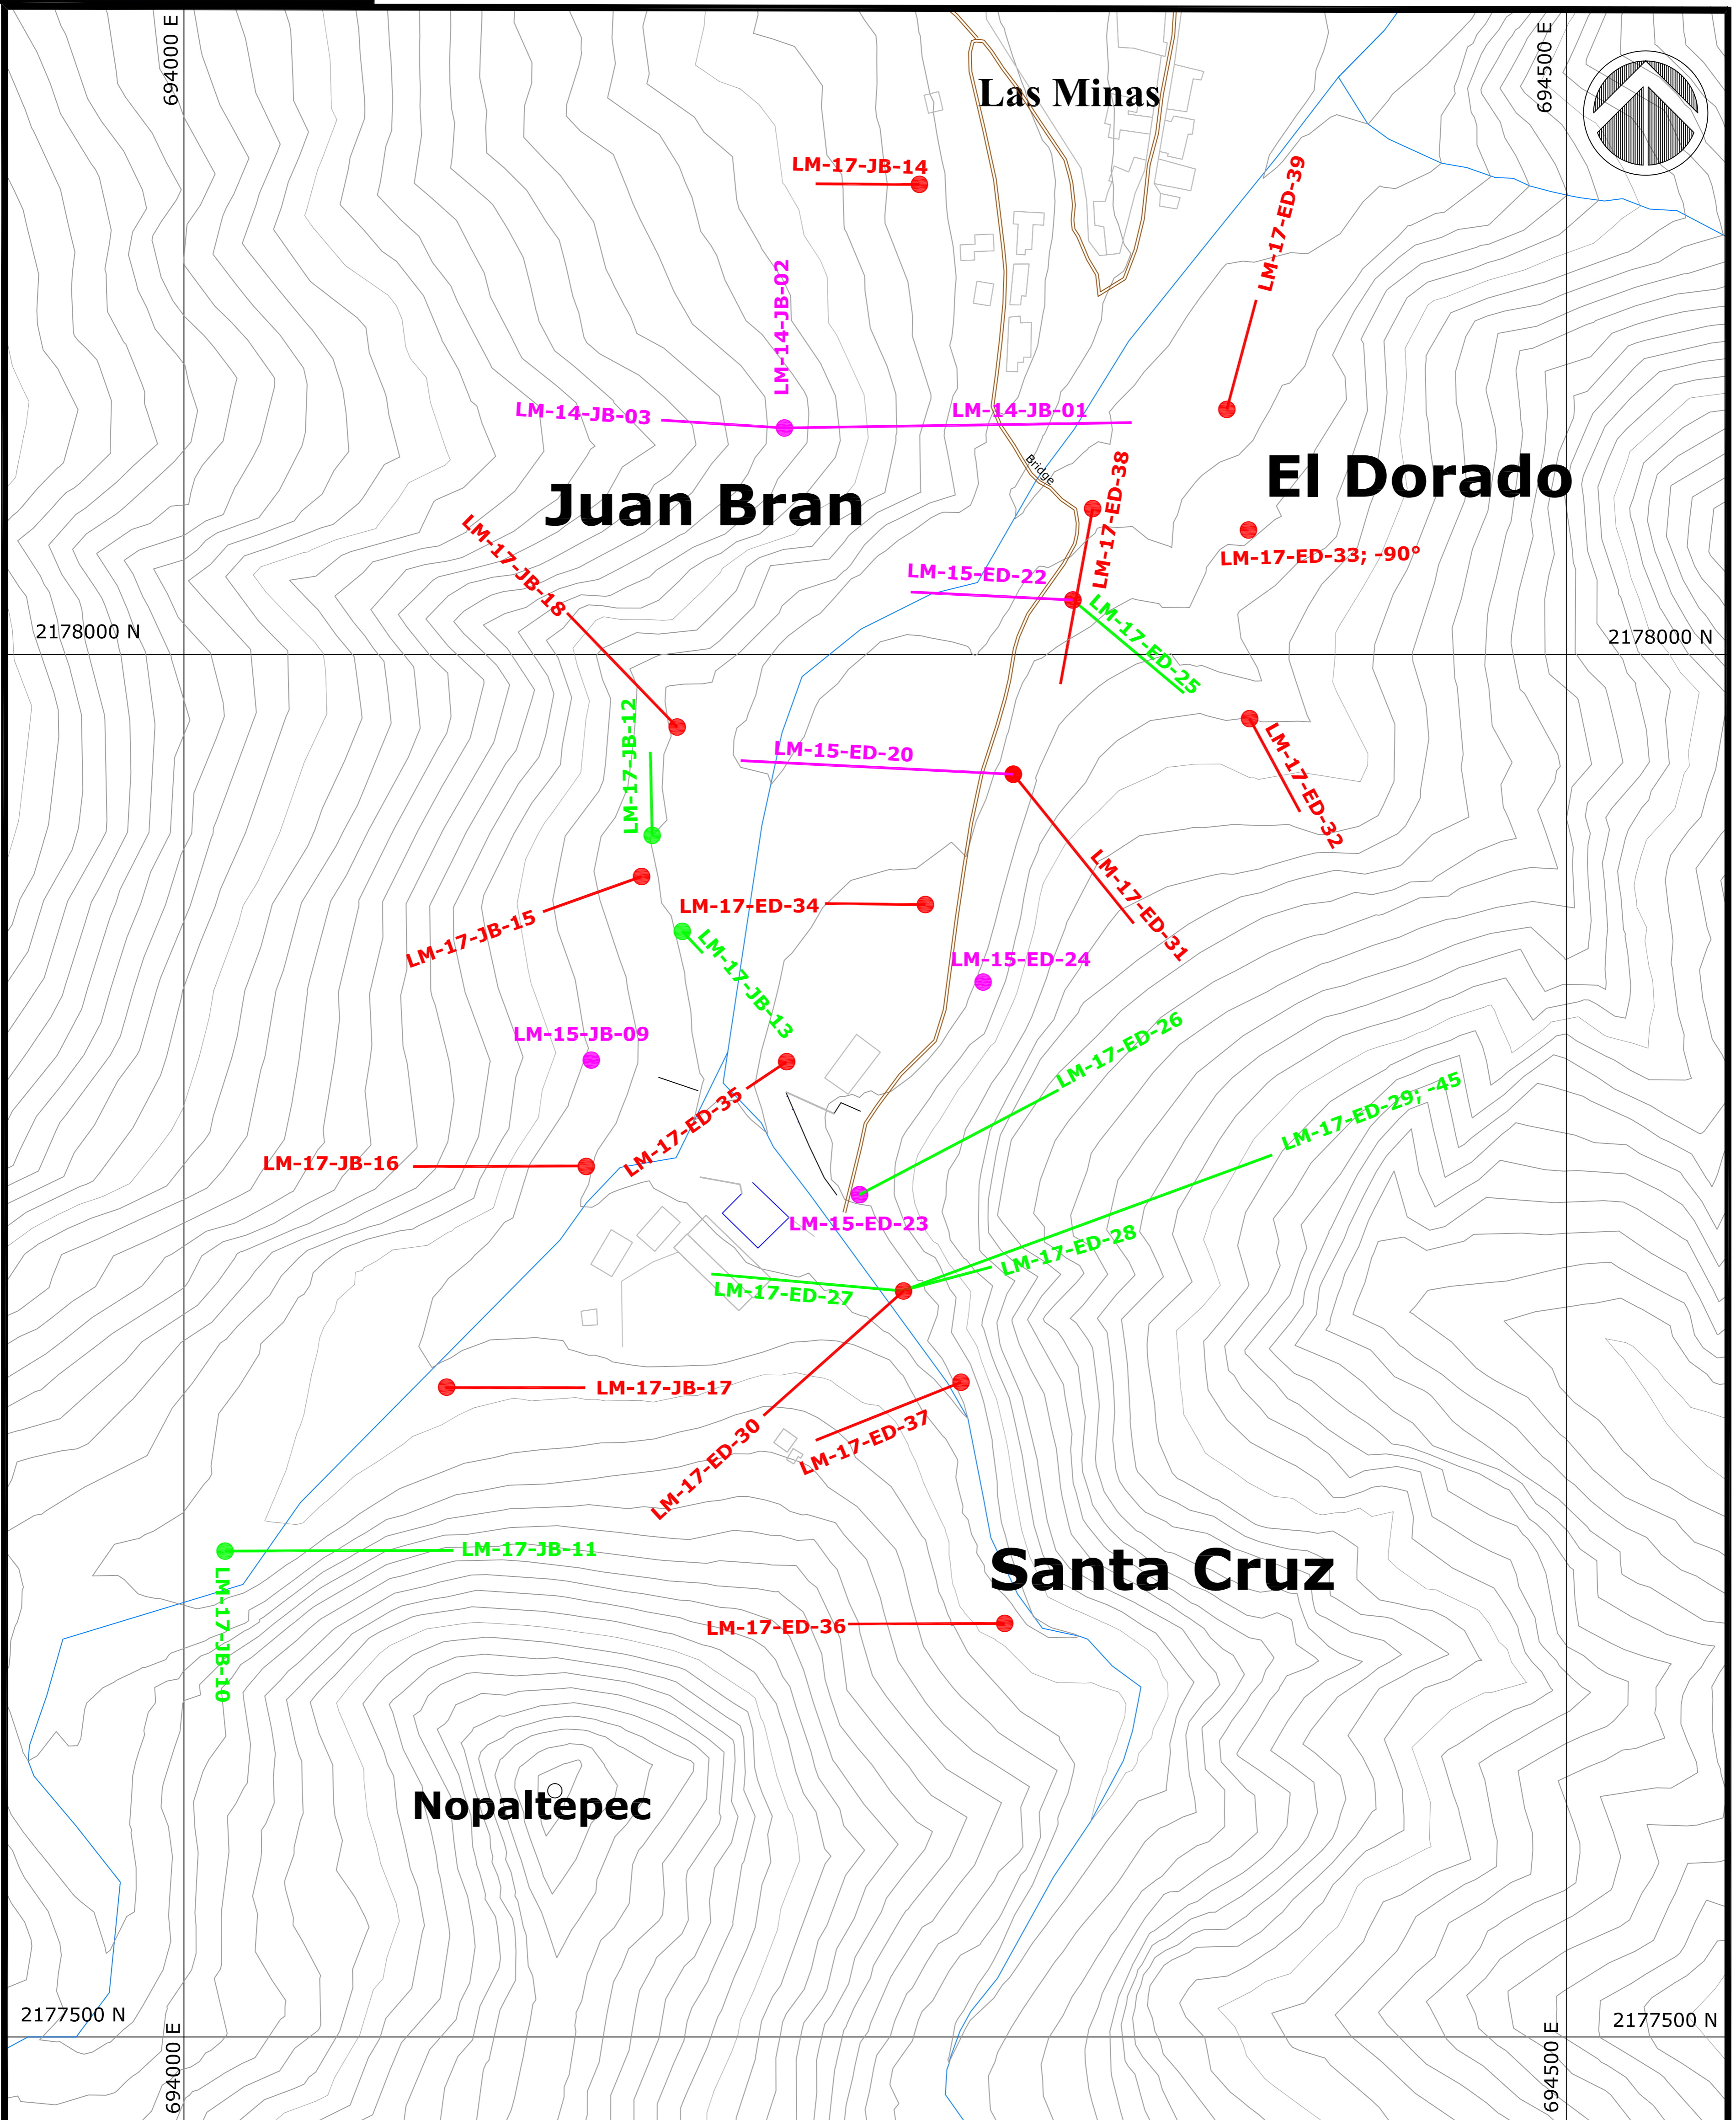 694000 E
694500 E
Las Minas
LM-17-JB-14
LM-17-ED-39
LM-14-JB-02
LM-14-JB-03
LM-14-JB-01
Bridge
LM-17-ED-38
El Dorado
Juan Bran
LM-17-JB-18
LM-17-ED-33; -90°
LM-15-ED-22
LM-17-ED-25
2178000 N
2178000 N
LM-17-JB-12
LM-15-ED-20
LM-17-ED-32
LM-17-ED-31
LM-17-ED-34
LM-17-JB-15
LM-15-ED-24
LM-17-JB-13
LM-15-JB-09
LM-17-ED-26
LM-17-ED-29; -45
LM-17-ED-35
LM-17-JB-16
LM-15-ED-23
LM-17-ED-28
LM-17-ED-27
LM-17-JB-17
LM-17-ED-30
LM-17-ED-37
LM-17-JB-11
Santa Cruz
LM-17-JB-10
LM-17-ED-36
Nopaltepec
2177500 N
2177500 N
694000 E
694500 E